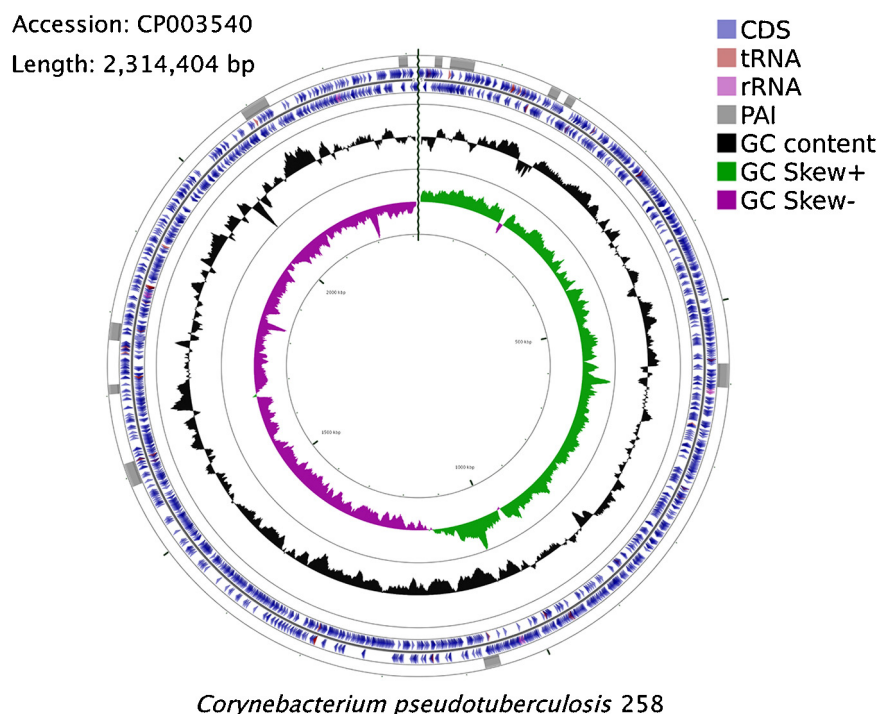 Accession: CP003540
Length: 2,314,404 bp
CDS
tRNA
rRNA
PAI
GC content
GC Skew+
GC Skew-
2000 kbp
500 kbp
1500 kbp
1000 kbp
Corynebacterium pseudotuberculosis 258